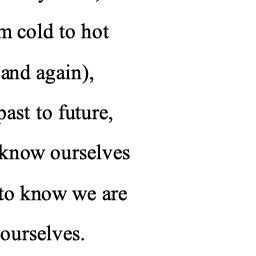 m cold to hot
and again),
past to future,
know ourselves
to know we are
ourselves.